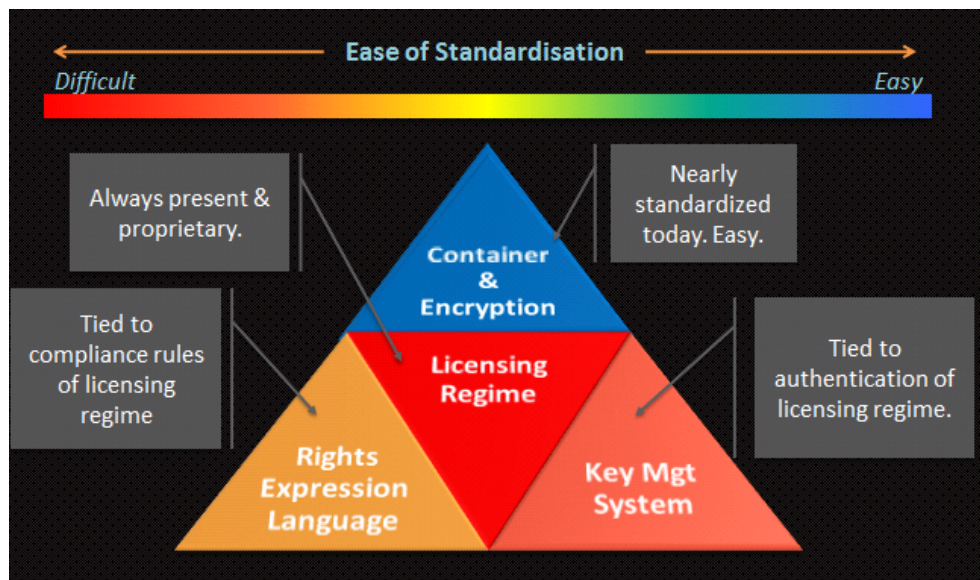 Ease of Standardisation
Difficult
Easy
Always present &
proprietary.
Nearly
standardized
today. Easy.
Container
&
Encryption
Tied to
compliance rules
of licensing
regime
Licensing
Regime
Tied to
authentication of
licensing regime.
Rights
Expression
Language
Key Mgt
System